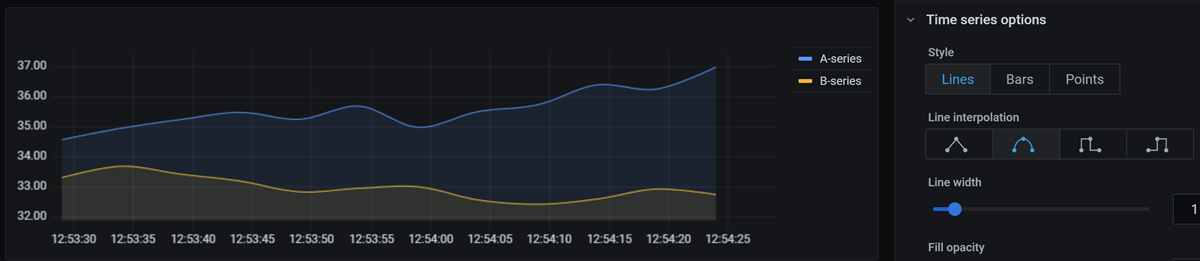 37.00
36.00
35.00
34.00
33.00
32.00
12:53:30 12:53:35 12:53:40 12:53:45 12:53:50 12:53:55 12:54:00 12:54:05 12:54:10 12:54:15 12:54:20 12:54:25
A-series
B-series
Time series options
Style
Lines Bars Points
Line interpolation
Line width
1
Fill opacity